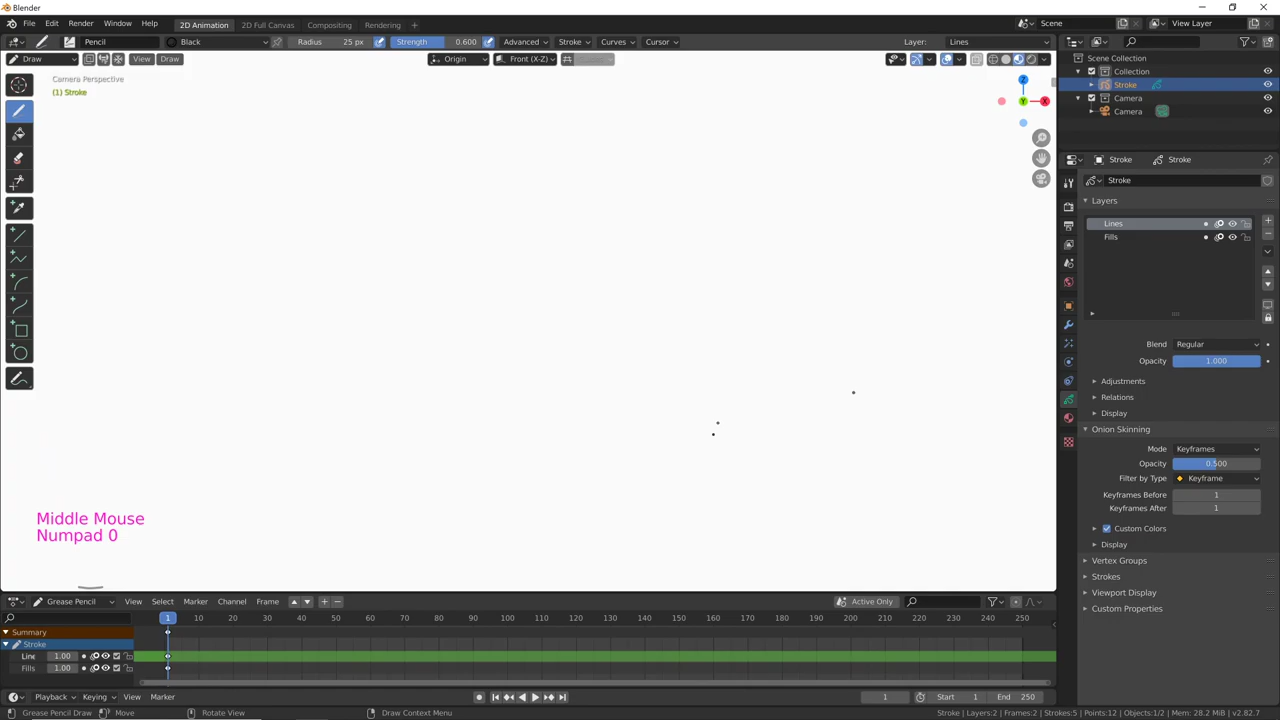 Blender
File Edit Render Window Help 2D Animation 2D Full Canvas Compositing Rendering + Scene View Layer
Pencil Black Radius 25 px Strength 0.600 Advanced Stroke Curves Cursor Layer: Lines
Draw View Draw Origin Front (X-Z)
Camera Perspective
(1) Stroke
Z
Y
X
Middle Mouse
Numpad 0
Scene Collection
Collection
Stroke
Camera
Camera
Stroke Stroke
Stroke
Layers
Lines
Fills
Blend Regular
Opacity 1.000
Adjustments
Relations
Display
Onion Skinning
Mode Keyframes
Opacity 0.500
Filter by Type Keyframe
Keyframes Before 1
Keyframes After 1
Custom Colors
Display
Vertex Groups
Strokes
Viewport Display
Custom Properties
Grease Pencil View Select Marker Channel Frame Active Only
1 10 20 30 40 50 60 70 80 90 100 110 120 130 140 150 160 170 180 190 200 210 220 230 240 250
Summary
Stroke
Line 1.00
Fills 1.00
Playback Keying View Marker 1 Start 1 End 250
Grease Pencil Draw Move Rotate View Draw Context Menu Stroke | Layers:2 | Frames:2 | Strokes:5 | Points:12 | Objects:1/2 | Mem: 28.2 MiB | v2.82.7